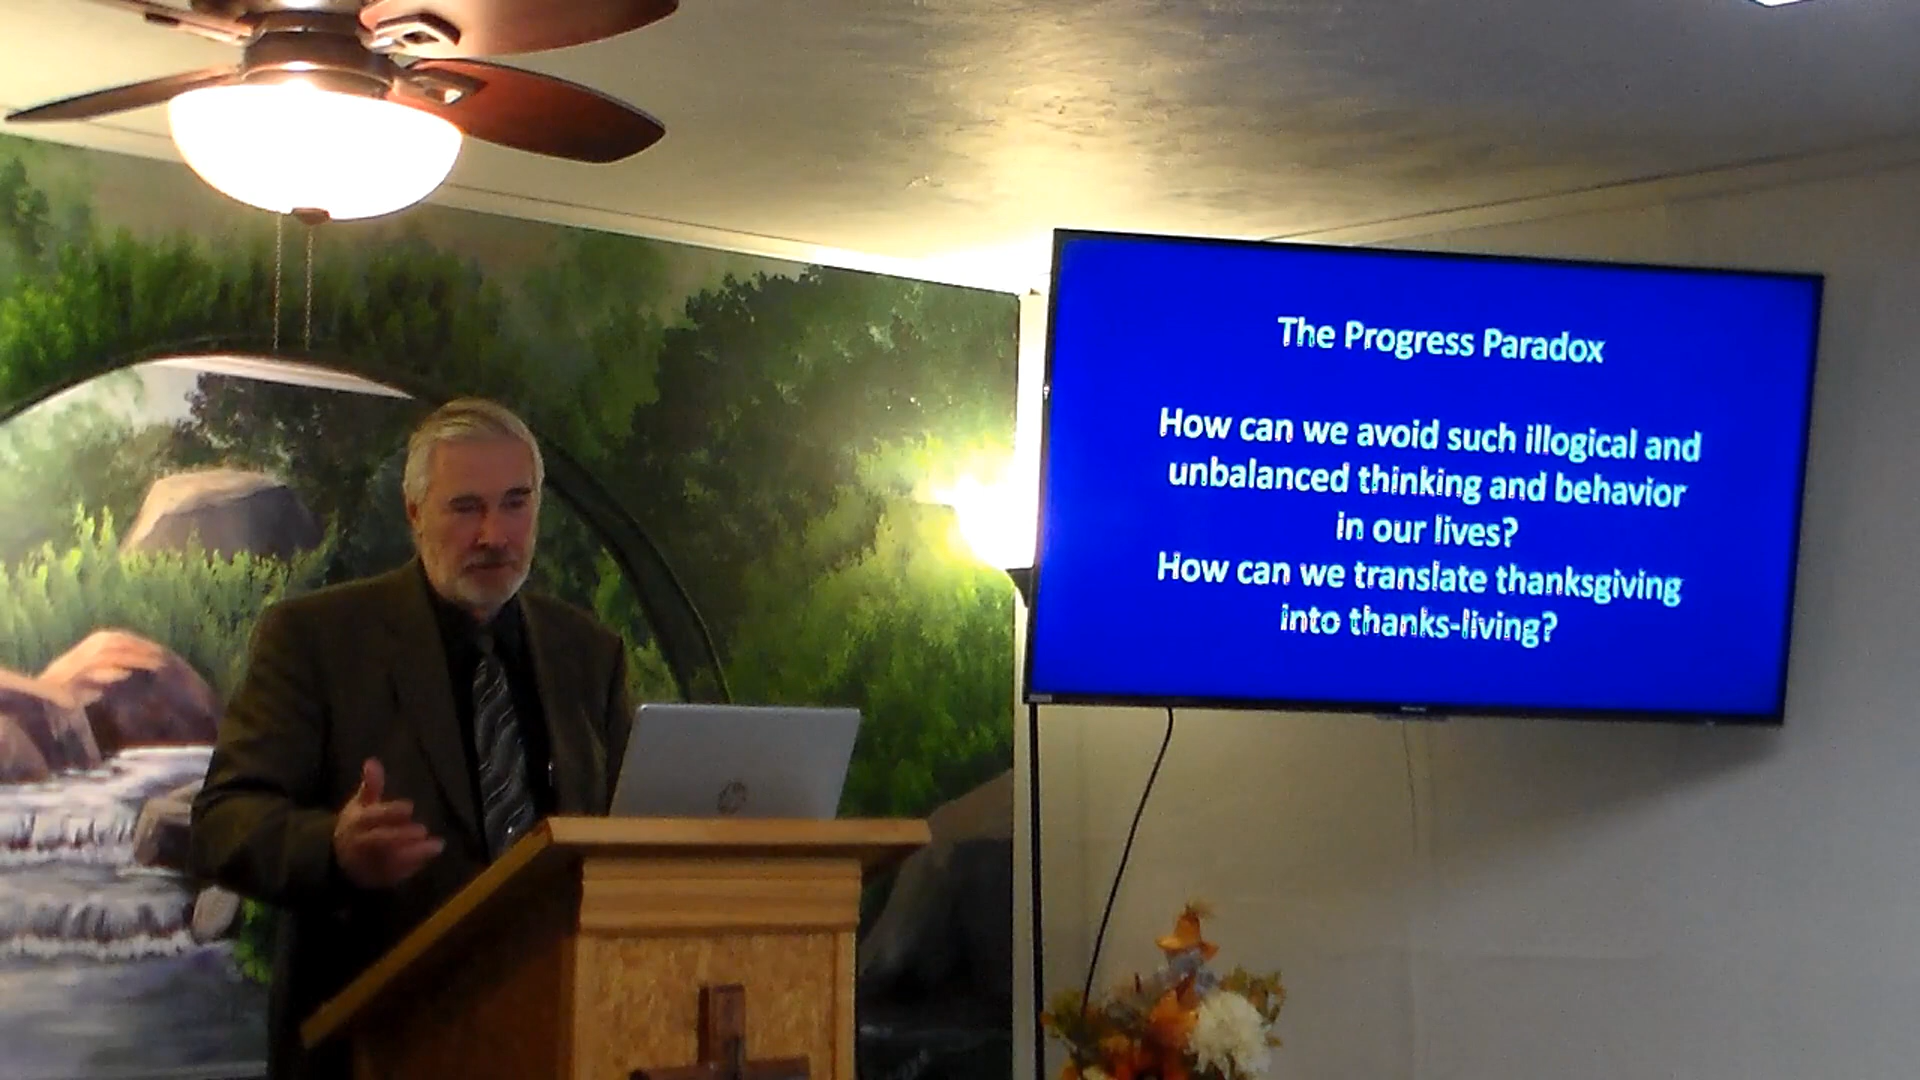 The Progress Paradox
How can we avoid such illogical and
unbalanced thinking and behavior
in our lives?
How can we translate thanksgiving
into thanks-living?